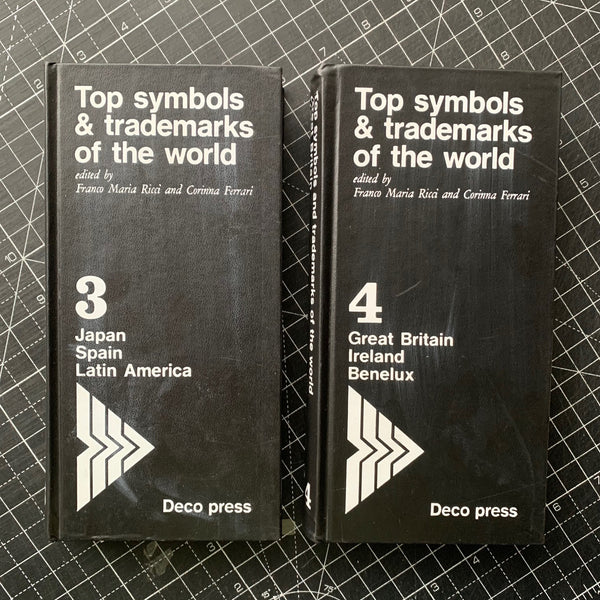 Top symbols
& trademarks
of the world
edited by
Franco Maria Ricci and Corinna Ferrari
3
Japan
Spain
Latin America
Deco press
Top symbols and trademarks of the world
4
Top symbols
& trademarks
of the world
edited by
Franco Maria Ricci and Corinna Ferrari
4
Great Britain
Ireland
Benelux
Deco press